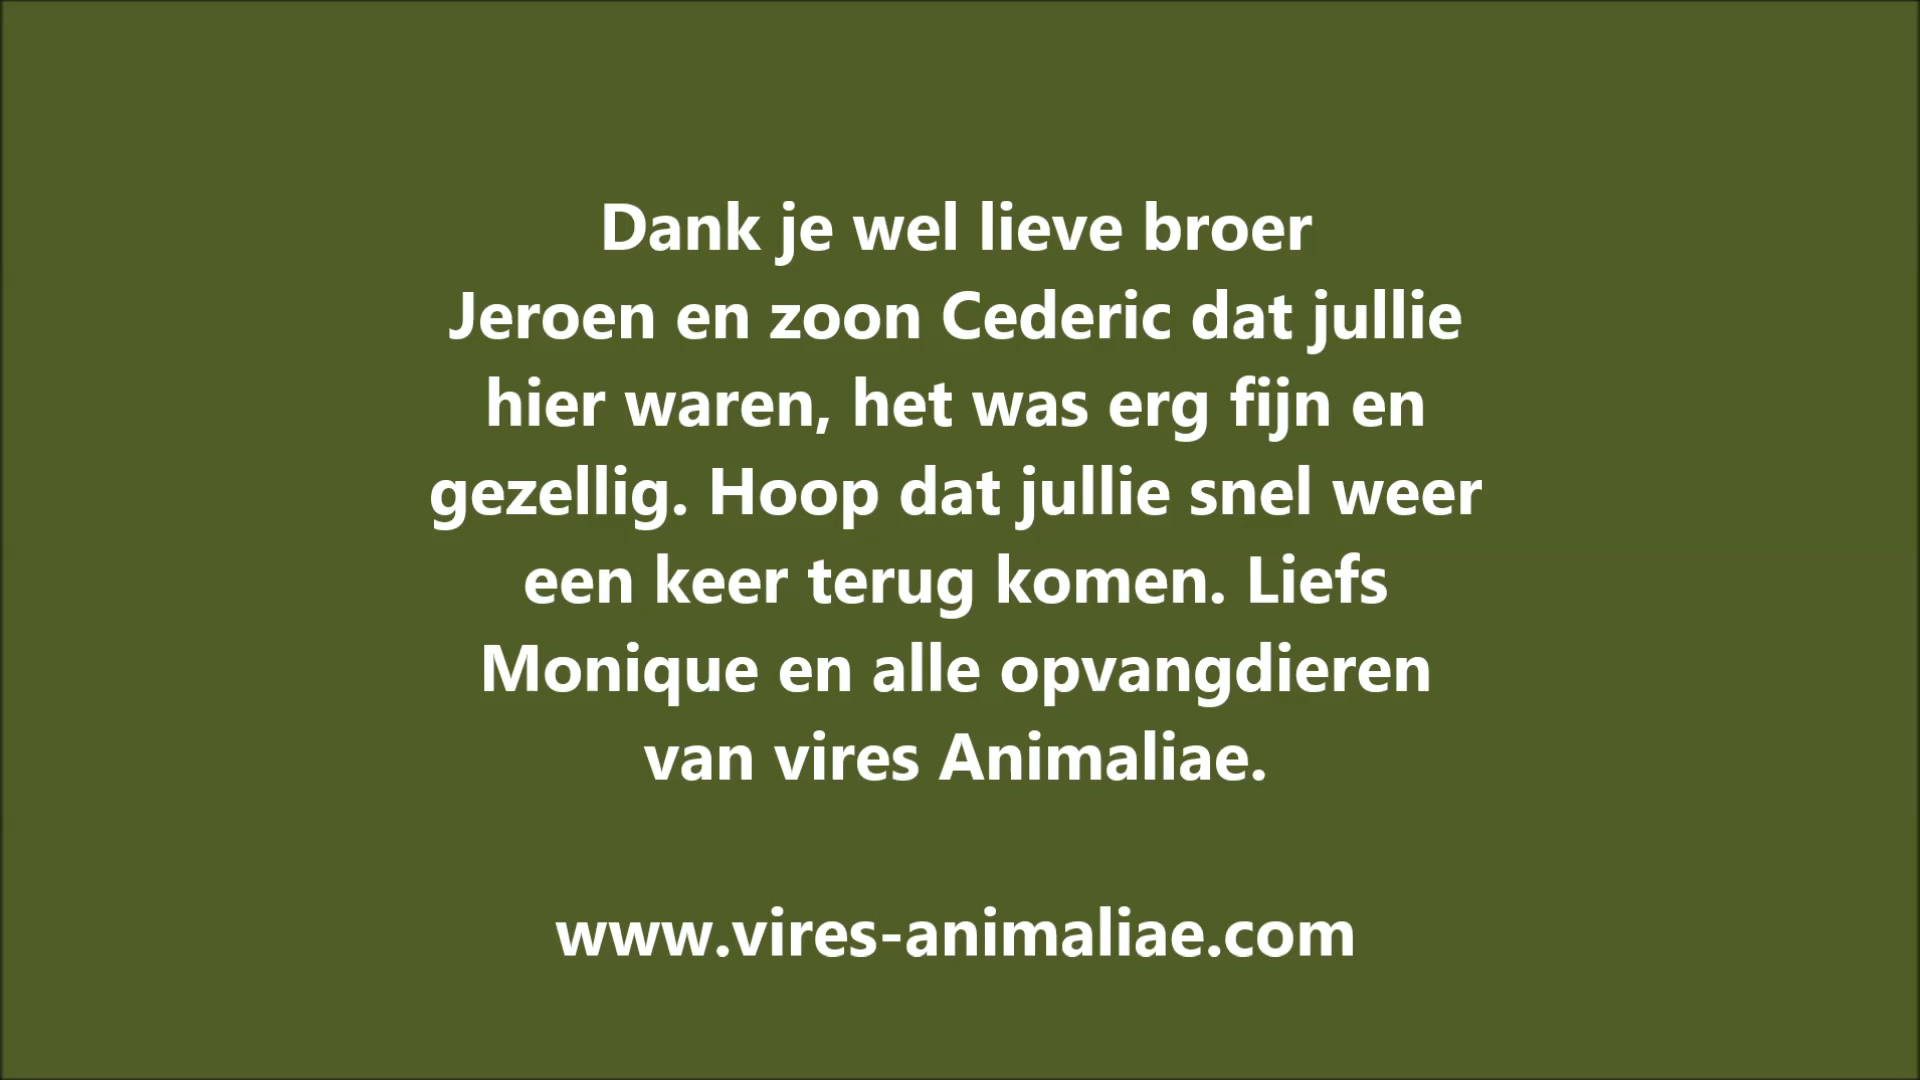 Dank je wel lieve broer
Jeroen en zoon Cederic dat jullie
hier waren, het was erg fijn en
gezellig. Hoop dat jullie snel weer
een keer terug komen. Liefs
Monique en alle opvangdieren
van vires Animaliae.
www.vires-animaliae.com